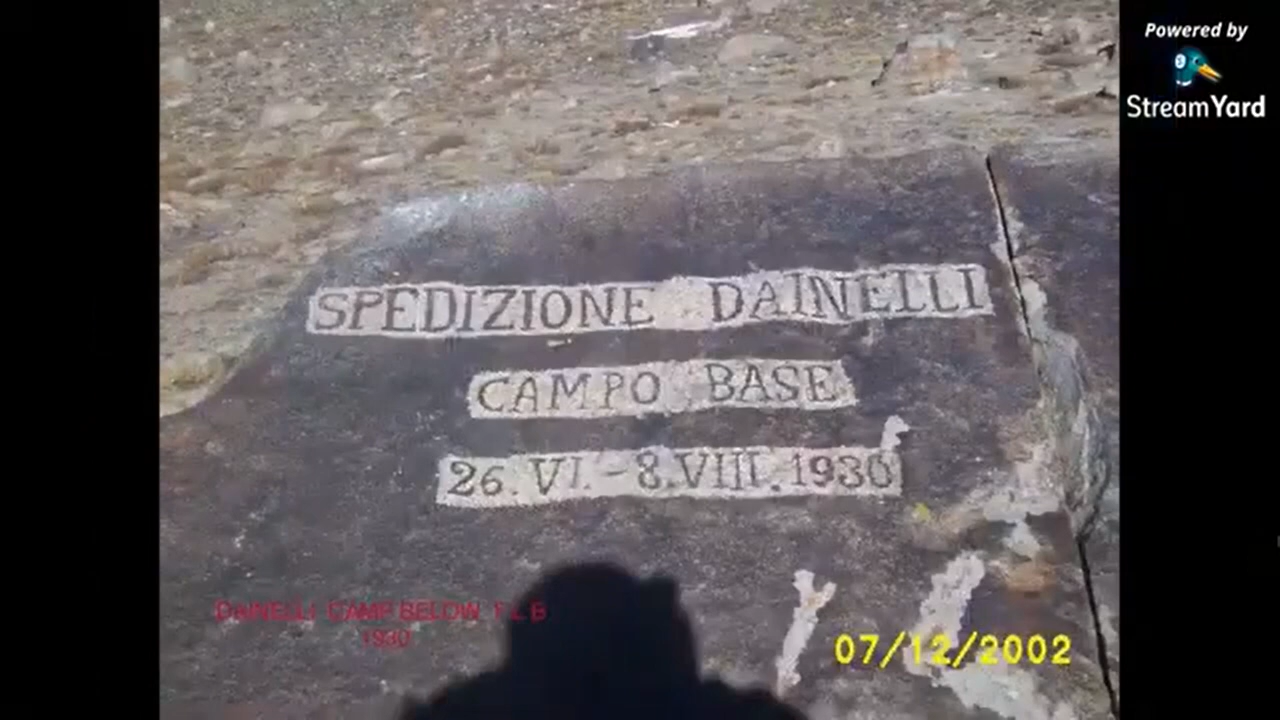 Powered by
StreamYard
SPEDIZIONE DAINELLI
CAMPO BASE
26.VI.-8.VIII.1930
DAINELLI CAMP BELOW F L B
1930
07/12/2002